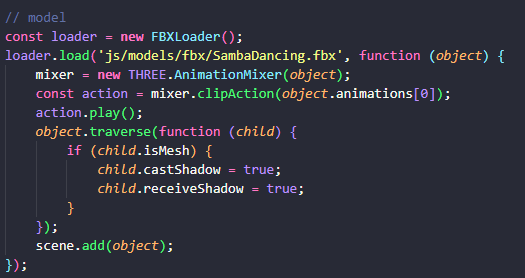 // model
const loader = new FBXLoader();
loader.load('js/models/fbx/SambaDancing.fbx', function (object) {
    mixer = new THREE.AnimationMixer(object);
    const action = mixer.clipAction(object.animations[0]);
    action.play();
    object.traverse(function (child) {
        if (child.isMesh) {
            child.castShadow = true;
            child.receiveShadow = true;
        }
    });
    scene.add(object);
});